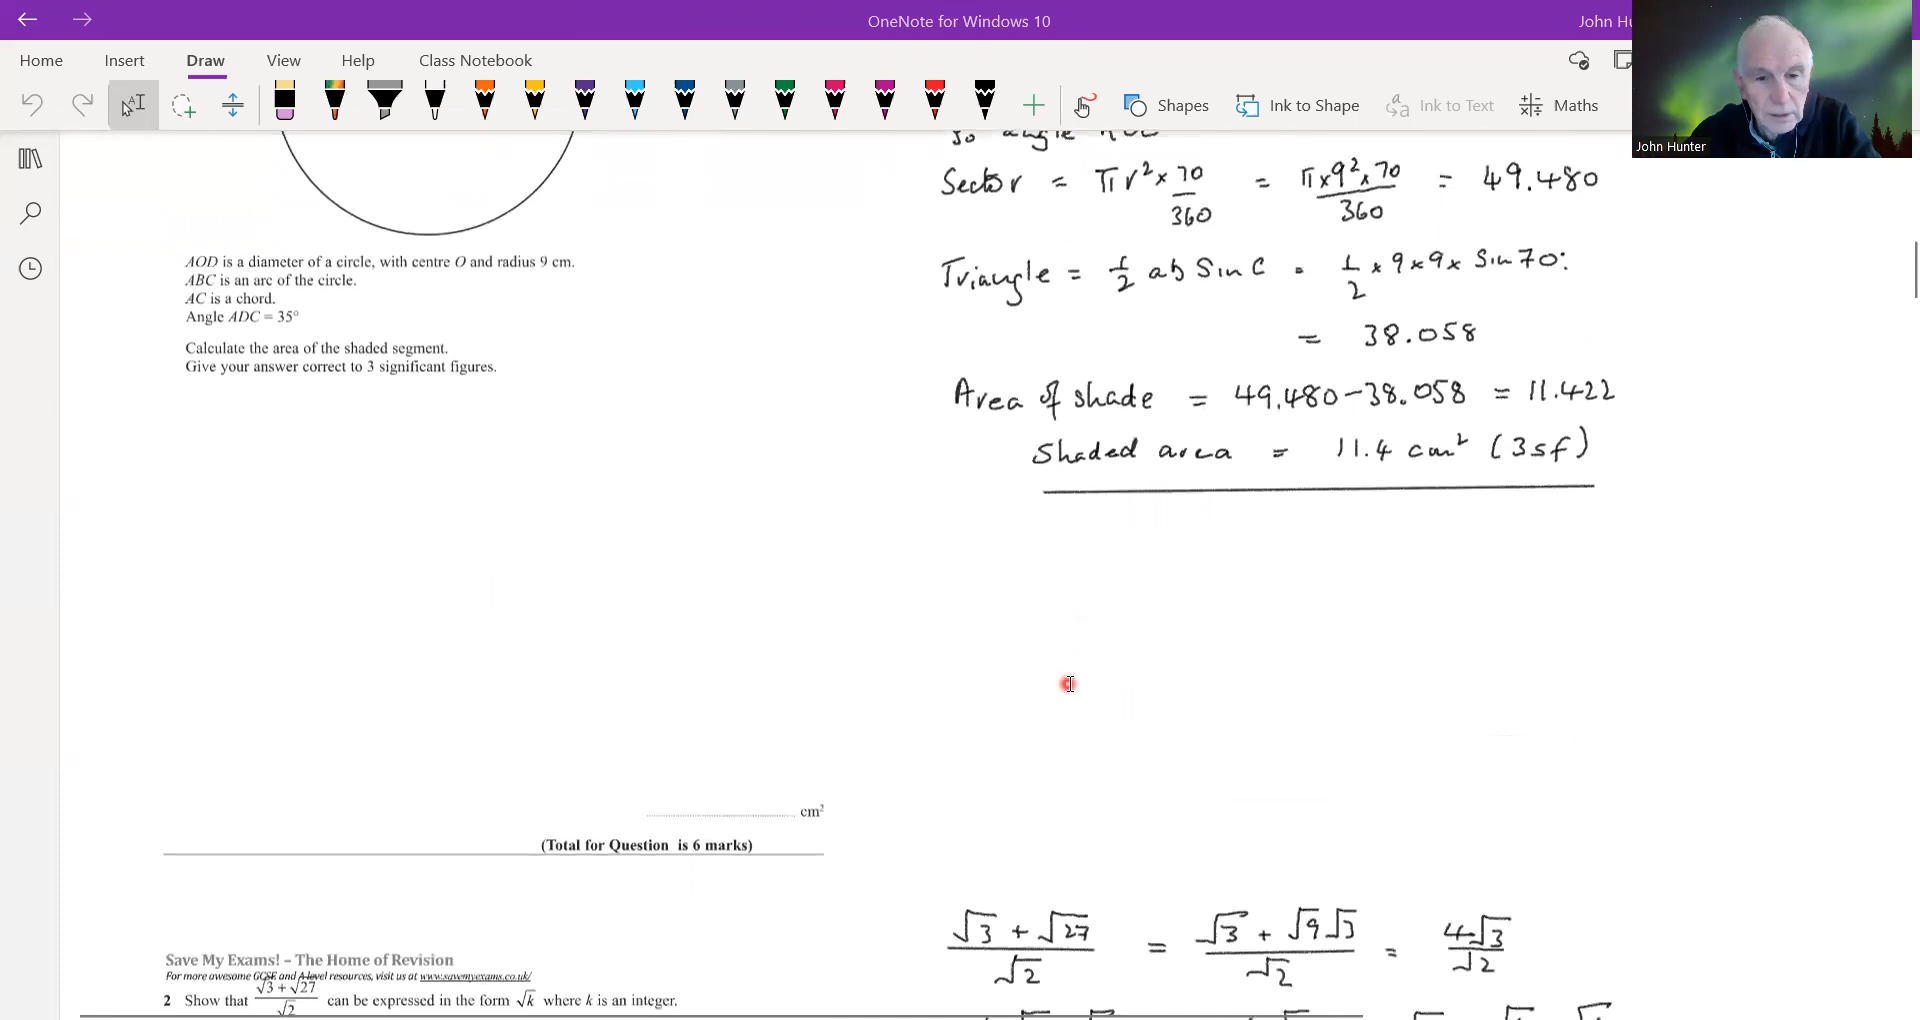 OneNote for Windows 10
John Hu
Home Insert Draw View Help Class Notebook
Shapes Ink to Shape Ink to Text Maths
John Hunter
so angle
Sector = πr² × 70/360 = π×9²×70/360 = 49.480
AOD is a diameter of a circle, with centre O and radius 9 cm.
ABC is an arc of the circle.
AC is a chord.
Angle ADC = 35°
Triangle = 1/2 ab Sin C = 1/2 × 9 × 9 × Sin 70:
= 38.058
Calculate the area of the shaded segment.
Give your answer correct to 3 significant figures.
Area of shade = 49.480 - 38.058 = 11.422
Shaded area = 11.4 cm² (3sf)
cm²
(Total for Question is 6 marks)
√3 + √27/√2 = √3 + √9√3/√2 = 4√3/√2
Save My Exams! – The Home of Revision
For more awesome GCSE and A level resources, visit us at www.savemyexams.co.uk/
2 Show that √3 + √27/√2 can be expressed in the form √k where k is an integer.